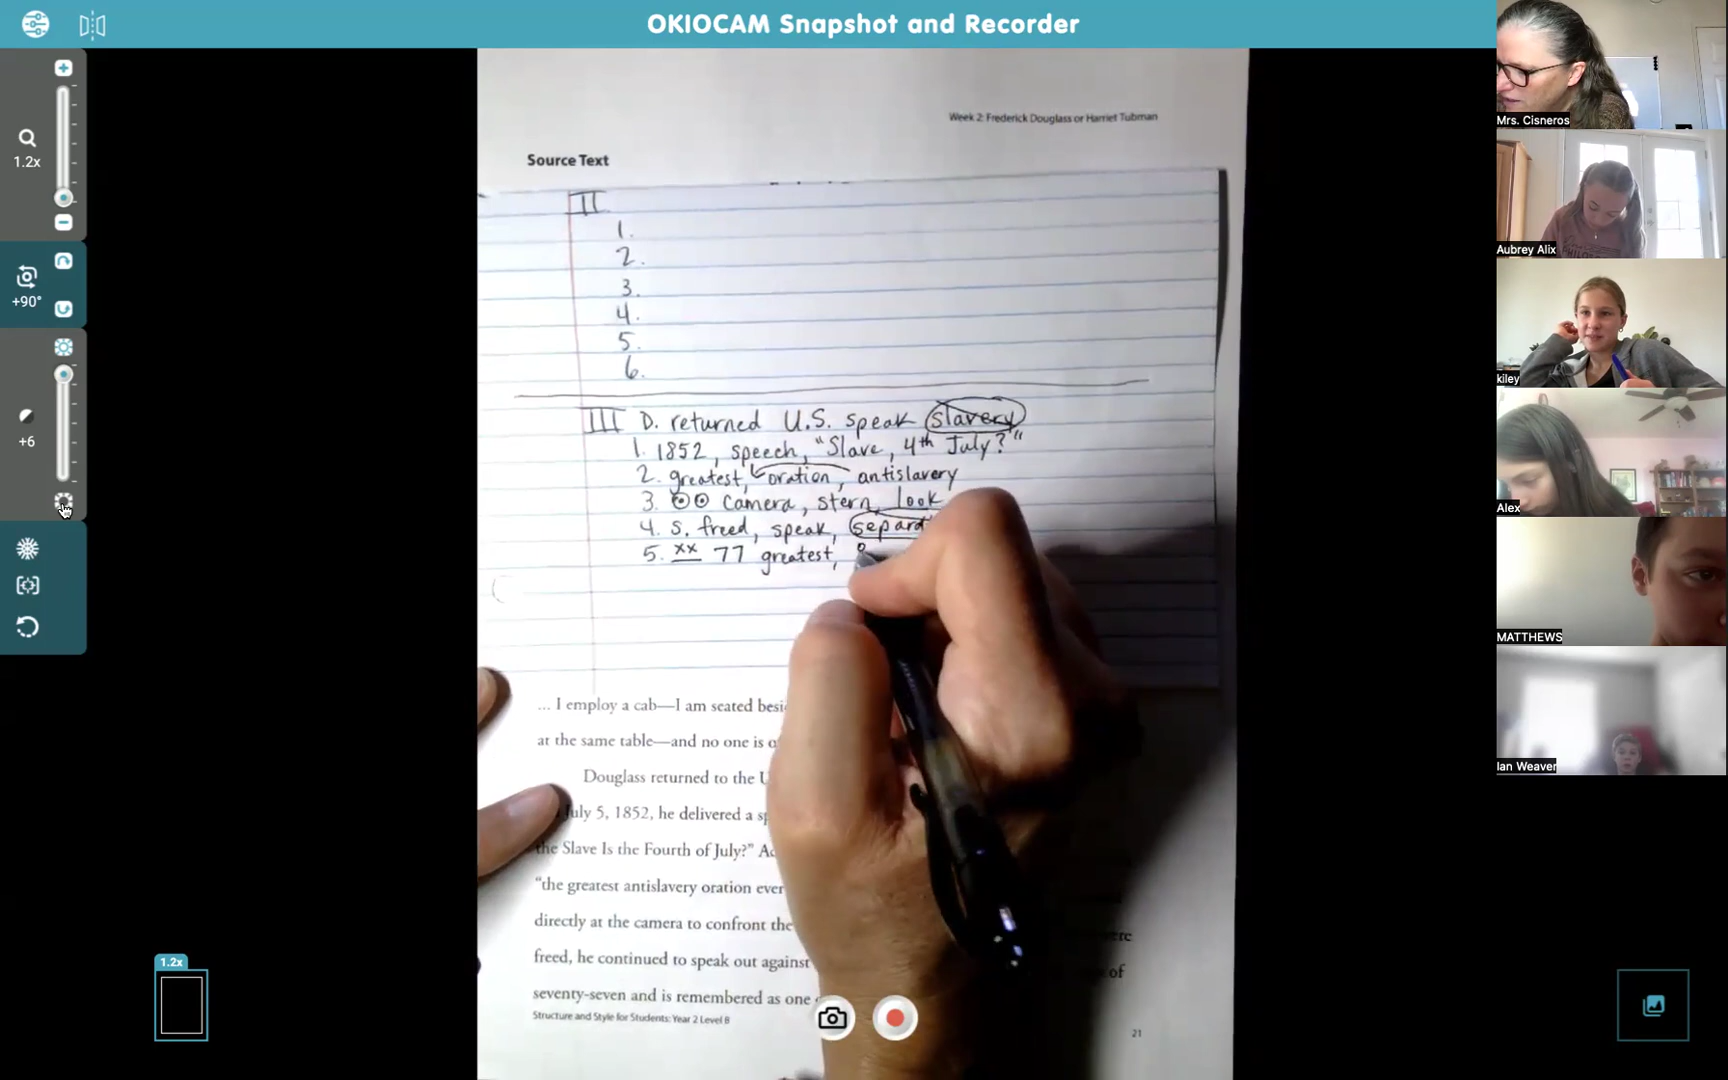 OKIOCAM Snapshot and Recorder
1.2x
+90°
+6
1.2x
Week 2: Frederick Douglass or Harriet Tubman
Source Text
II
1.
2.
3.
4.
5.
6.
III D. returned U.S. speak slavery
1. 1852, speech, "Slave, 4th July?"
2. greatest, oration, antislavery
3. camera, stern look
4. s. freed, speak,
5. xx 77 greatest,
... I employ a cab—I am seated
at the same table—and no one is
Douglass returned to the
July 5, 1852, he delivered a
the Slave Is the Fourth of July?"
"the greatest antislavery oration ever
directly at the camera to confront the
freed, he continued to speak out against
of
seventy-seven and is remembered as one
Structure and Style for Students: Year 2 Level B
21
Mrs. Cisneros
Aubrey Alix
kiley
Alex
MATTHEWS
Ian Weaver